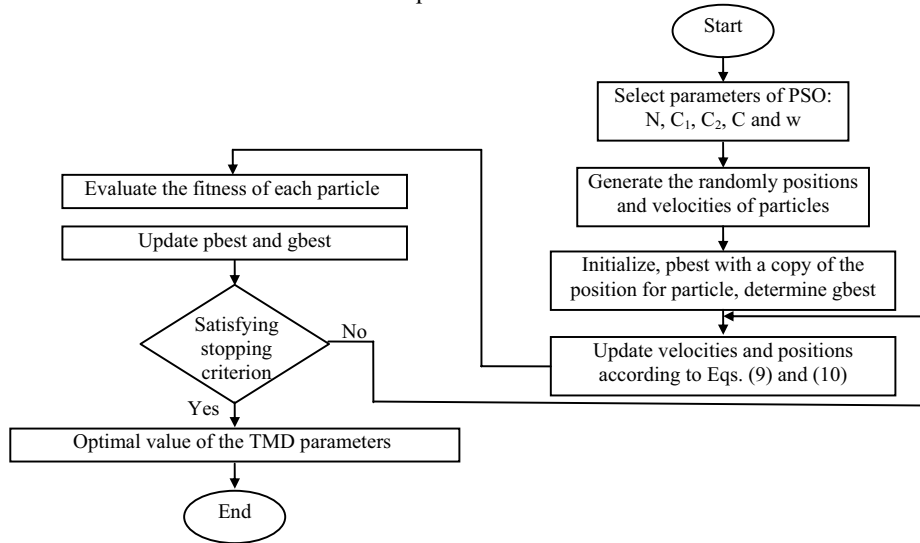 Start
Select parameters of PSO:
N, C₁, C₂, C and w
Generate the randomly positions
and velocities of particles
Initialize, pbest with a copy of the
position for particle, determine gbest
Update velocities and positions
according to Eqs. (9) and (10)
Evaluate the fitness of each particle
Update pbest and gbest
Satisfying
stopping
criterion
No
Yes
Optimal value of the TMD parameters
End